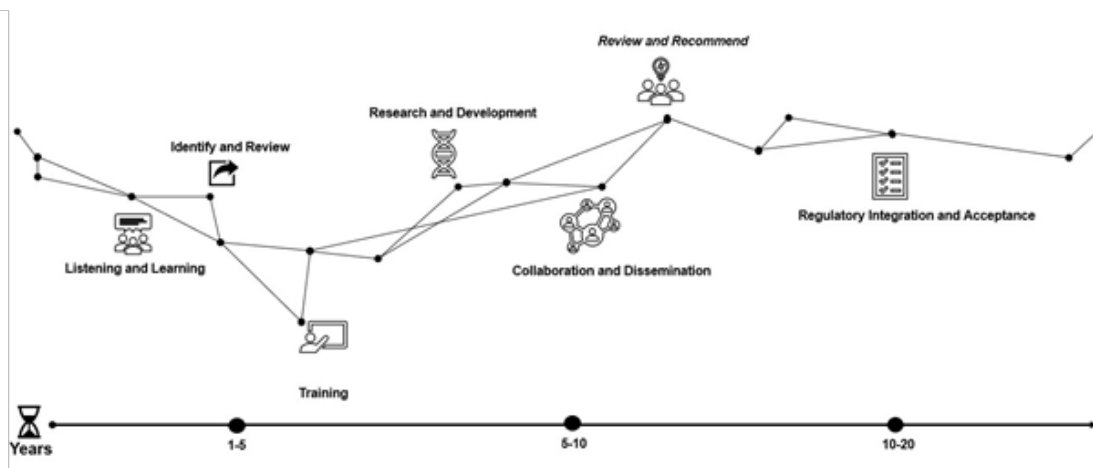 Review and Recommend
Research and Development
Identify and Review
Regulatory Integration and Acceptance
Listening and Learning
Collaboration and Dissemination
Training
Years
1-5
5-10
10-20